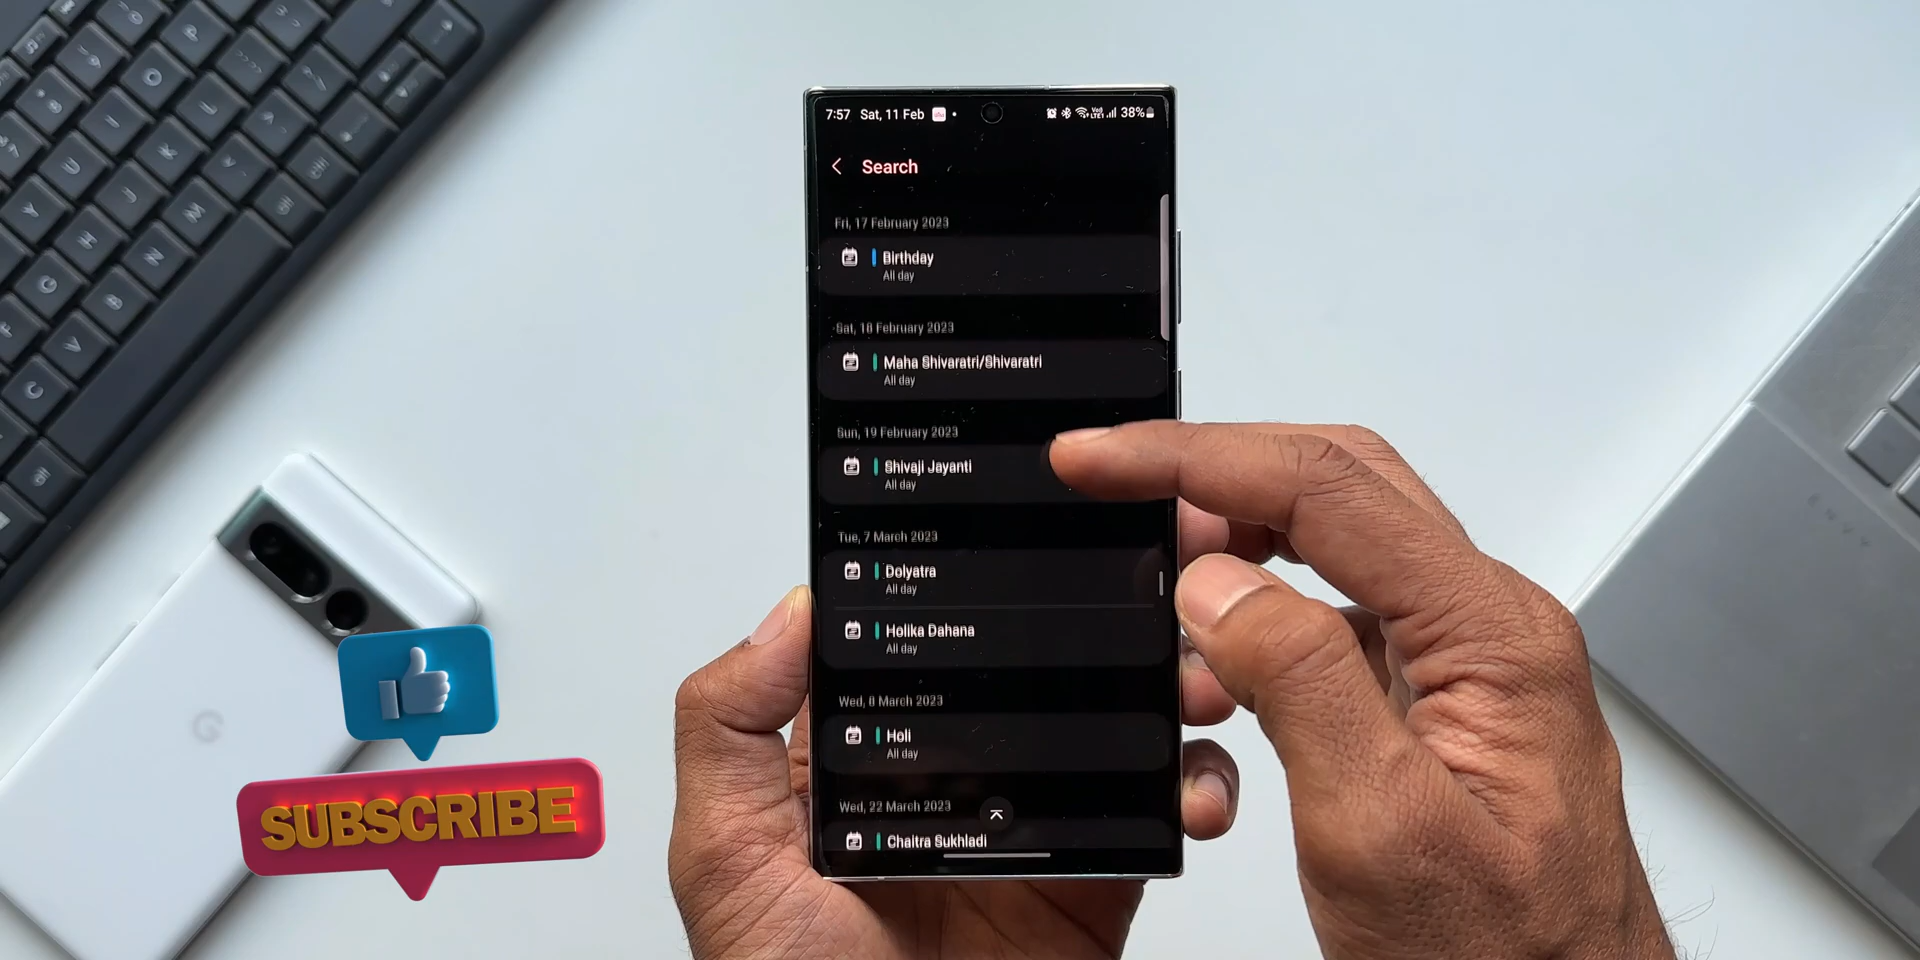 7:57 Sat, 11 Feb
38%
Search
Fri, 17 February 2023
Birthday
All day
Sat, 18 February 2023
Maha Shivaratri/Shivaratri
All day
Sun, 19 February 2023
Shivaji Jayanti
All day
Tue, 7 March 2023
Dolyatra
All day
Holika Dahana
All day
Wed, 8 March 2023
Holi
All day
Wed, 22 March 2023
Chaitra Sukhladi
SUBSCRIBE